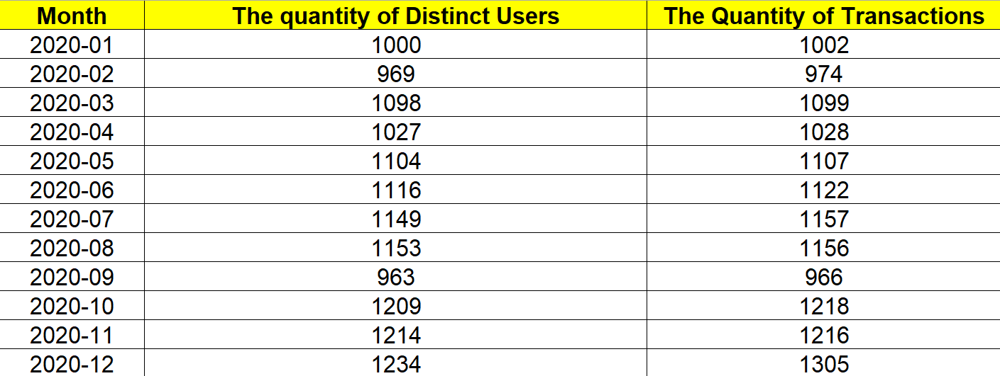 Month The quantity of Distinct Users The Quantity of Transactions
2020-01 1000 1002
2020-02 969 974
2020-03 1098 1099
2020-04 1027 1028
2020-05 1104 1107
2020-06 1116 1122
2020-07 1149 1157
2020-08 1153 1156
2020-09 963 966
2020-10 1209 1218
2020-11 1214 1216
2020-12 1234 1305